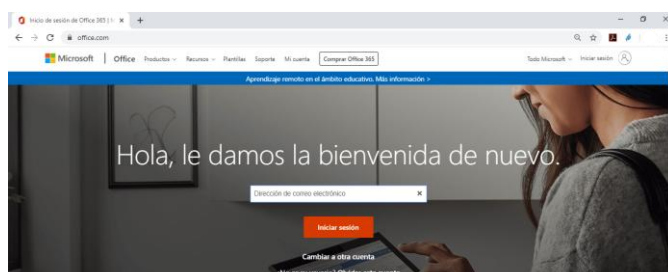 Inicio de sesión de Office 365 |
office.com
Microsoft | Office Productos Recursos Plantillas Soporte Mi cuenta Comprar Office 365 Todo Microsoft Iniciar sesión
Aprendizaje remoto en el ámbito educativo. Más información >
Hola, le damos la bienvenida de nuevo.
Dirección de correo electrónico
Iniciar sesión
Cambiar a otra cuenta